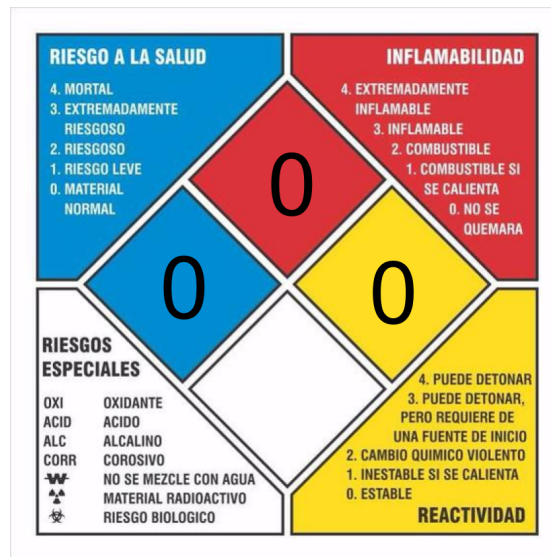 RIESGO A LA SALUD
4. MORTAL
3. EXTREMADAMENTE
RIESGOSO
2. RIESGOSO
1. RIESGO LEVE
0. MATERIAL
NORMAL
INFLAMABILIDAD
4. EXTREMADAMENTE
INFLAMABLE
3. INFLAMABLE
2. COMBUSTIBLE
1. COMBUSTIBLE SI
SE CALIENTA
0. NO SE
QUEMARA
0
0
0
RIESGOS
ESPECIALES
OXI OXIDANTE
ACID ACIDO
ALC ALCALINO
CORR COROSIVO
W NO SE MEZCLE CON AGUA
MATERIAL RADIOACTIVO
RIESGO BIOLOGICO
4. PUEDE DETONAR
3. PUEDE DETONAR,
PERO REQUIERE DE
UNA FUENTE DE INICIO
2. CAMBIO QUIMICO VIOLENTO
1. INESTABLE SI SE CALIENTA
0. ESTABLE
REACTIVIDAD